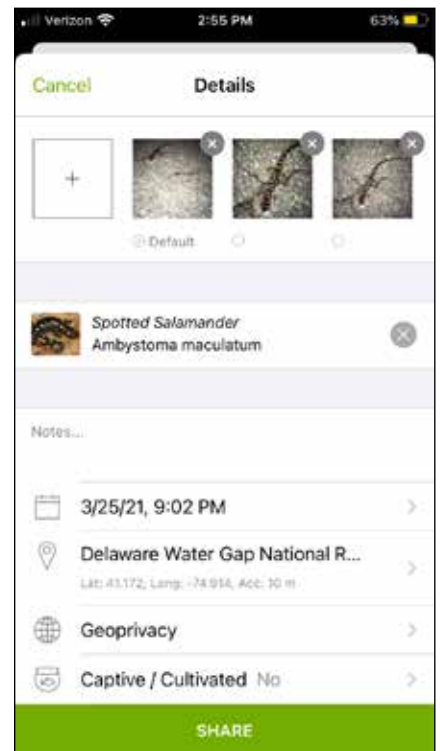 Verizon 2:55 PM 63%
Cancel Details
+
Default
Spotted Salamander
Ambystoma maculatum
Notes...
3/25/21, 9:02 PM
Delaware Water Gap National R...
Lat: 41.172, Long: -74.914, Acc: 10 m
Geoprivacy
Captive / Cultivated No
SHARE